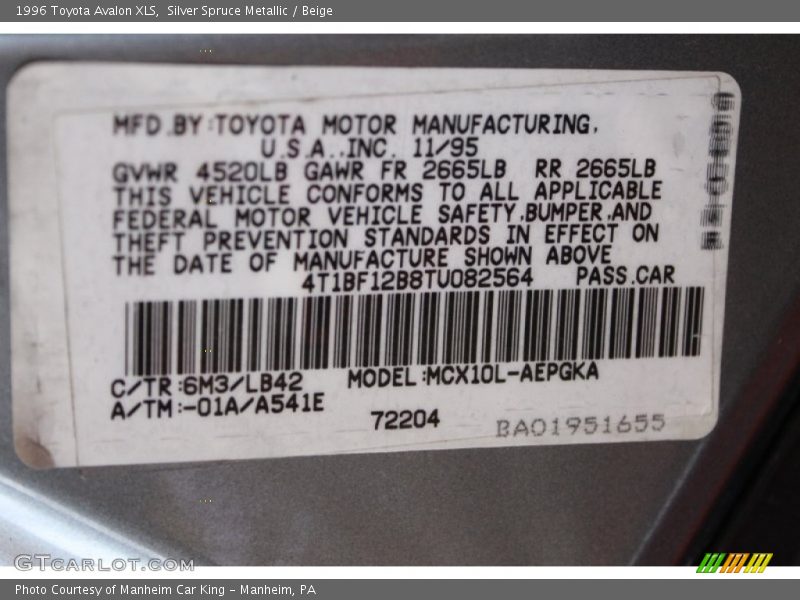 1996 Toyota Avalon XLS, Silver Spruce Metallic / Beige
MFD.BY:TOYOTA MOTOR MANUFACTURING,
U.S.A.,INC. 11/95
GVWR 4520LB GAWR FR 2665LB RR 2665LB
THIS VEHICLE CONFORMS TO ALL APPLICABLE
FEDERAL MOTOR VEHICLE SAFETY,BUMPER,AND
THEFT PREVENTION STANDARDS IN EFFECT ON
THE DATE OF MANUFACTURE SHOWN ABOVE
4T1BF12B8TU082564 PASS.CAR
C/TR:6M3/LB42 MODEL:MCX10L-AEPGKA
A/TM:-01A/A541E
72204 BA01951655
GTCARLOT.COM
Photo Courtesy of Manheim Car King - Manheim, PA